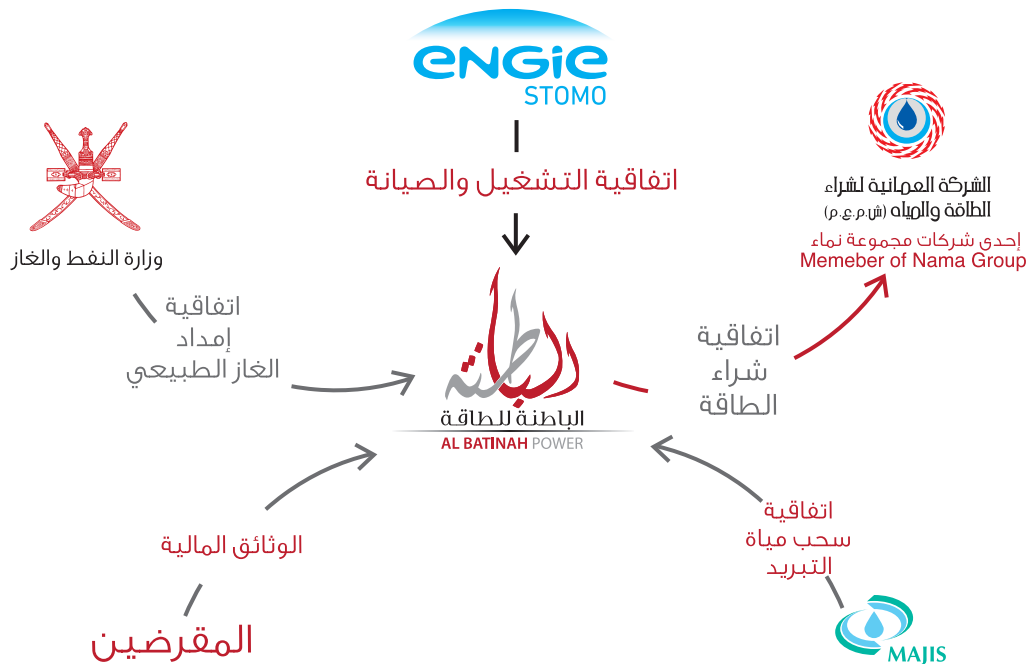 ENGIE
STOMO
اتفاقية التشغيل والصيانة
الشركة العمانية لشراء
الطاقة والمياه (ش.م.ع.م)
إحدى شركات مجموعة نماء
Memeber of Nama Group
وزارة النفط والغاز
اتفاقية
إمداد
الغاز الطبيعي
اتفاقية
شراء
الطاقة
الباطنة
الباطنة للطاقة
AL BATINAH POWER
الوثائق المالية
المقرضين
اتفاقية
سحب مياة
التبريد
MAJIS